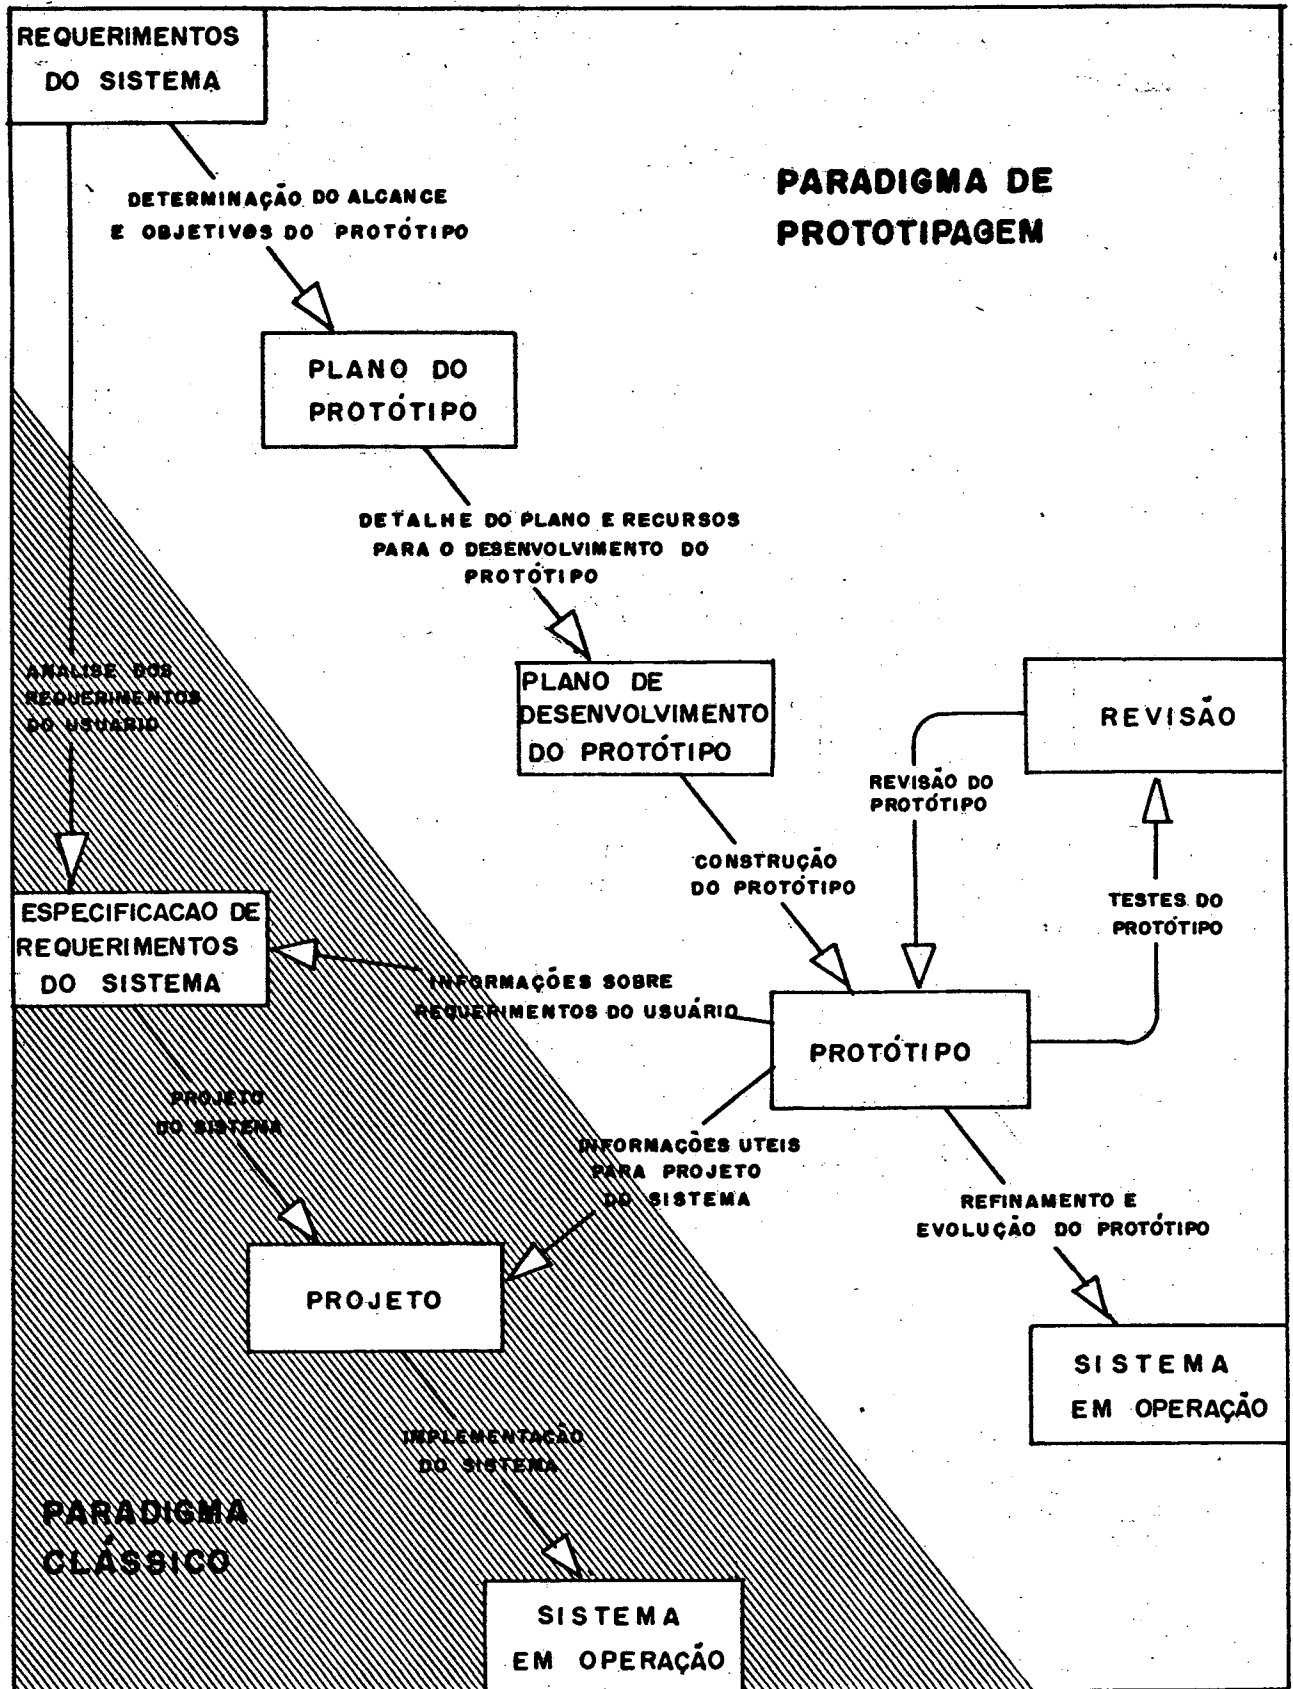 REQUERIMENTOS
DO SISTEMA
DETERMINAÇÃO DO ALCANCE
E OBJETIVOS DO PROTÓTIPO
PARADIGMA DE
PROTOTIPAGEM
PLANO DO
PROTÓTIPO
DETALHE DO PLANO E RECURSOS
PARA O DESENVOLVIMENTO DO
PROTÓTIPO
ANALISE DOS
REQUERIMENTOS
DO USUÁRIO
PLANO DE
DESENVOLVIMENTO
DO PROTÓTIPO
REVISÃO
REVISÃO DO
PROTÓTIPO
CONSTRUÇÃO
DO PROTÓTIPO
TESTES DO
PROTÓTIPO
ESPECIFICACAO DE
REQUERIMENTOS
DO SISTEMA
INFORMAÇÕES SOBRE
REQUERIMENTOS DO USUÁRIO
PROTÓTIPO
PROJETO
DO SISTEMA
INFORMAÇÕES UTEIS
PARA PROJETO
DO SISTEMA
REFINAMENTO E
EVOLUÇÃO DO PROTÓTIPO
PROJETO
SISTEMA
EM OPERAÇÃO
IMPLEMENTAÇÃO
DO SISTEMA
PARADIGMA
CLÁSSICO
SISTEMA
EM OPERAÇÃO